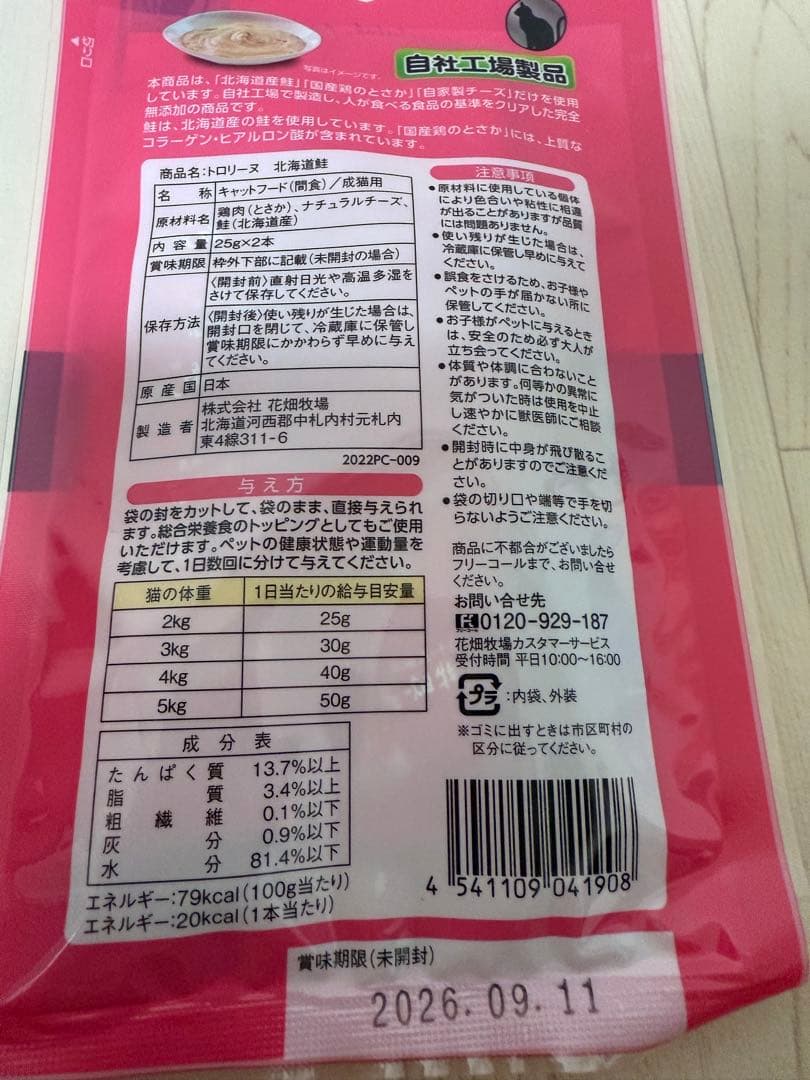 ◀切り口
写真はイメージです。
自社工場製品
本商品は、「北海道産鮭」「国産鶏のとさか」「自家製チーズ」だけを使用
しています。自社工場で製造し、人が食べる食品の基準をクリアした完全
無添加の商品です。
鮭は、北海道産の鮭を使用しています。「国産鶏のとさか」には、上質な
コラーゲン・ヒアルロン酸が含まれています。
商品名:トロリーヌ 北海道鮭
名称 キャットフード(間食)/成猫用
原材料名 鶏肉(とさか)、ナチュラルチーズ、
鮭(北海道産)
内容量 25g×2本
賞味期限 枠外下部に記載(未開封の場合)
保存方法 〈開封前〉直射日光や高温多湿を
さけて保存してください。
〈開封後〉使い残りが生じた場合は、
開封口を閉じて、冷蔵庫に保管し
賞味期限にかかわらず早めに与え
てください。
原産国 日本
製造者 株式会社 花畑牧場
北海道河西郡中札内村元札内
東4線311-6
2022PC-009
与え方
袋の封をカットして、袋のまま、直接与えられ
ます。総合栄養食のトッピングとしてもご使用
いただけます。ペットの健康状態や運動量を
考慮して、1日数回に分けて与えてください。
猫の体重 1日当たりの給与目安量
2kg 25g
3kg 30g
4kg 40g
5kg 50g
成分表
たんぱく質 13.7%以上
脂質 3.4%以上
粗繊維 0.1%以下
灰分 0.9%以下
水分 81.4%以下
エネルギー:79kcal(100g当たり)
エネルギー:20kcal(1本当たり)
注意事項
●原材料に使用している個体
により色合いや粘性に相違
が出ることがありますが品質
には問題ありません。
●使い残りが生じた場合は、
冷蔵庫に保管し早めに与えて
ください。
●誤食をさけるため、お子様や
ペットの手が届かない所に
保管してください。
●お子様がペットに与えるとき
は、安全のため必ず大人が
立ち会ってください。
●体質や体調に合わないこと
があります。何等かの異常に
気がついた時は使用を中止
し速やかに獣医師にご相談
ください。
●開封時に中身が飛び散るこ
とがありますのでご注意くだ
さい。
●袋の切り口や端等で手を切
らないようご注意ください。
商品に不都合がございましたら
フリーコールまで、お問い合せ
ください。
お問い合せ先
0120-929-187
花畑牧場カスタマーサービス
受付時間 平日10:00~16:00
プラ:内袋、外装
※ゴミに出すときは市区町村の
区分に従ってください。
4 541109 041908
賞味期限(未開封)
2026.09.11